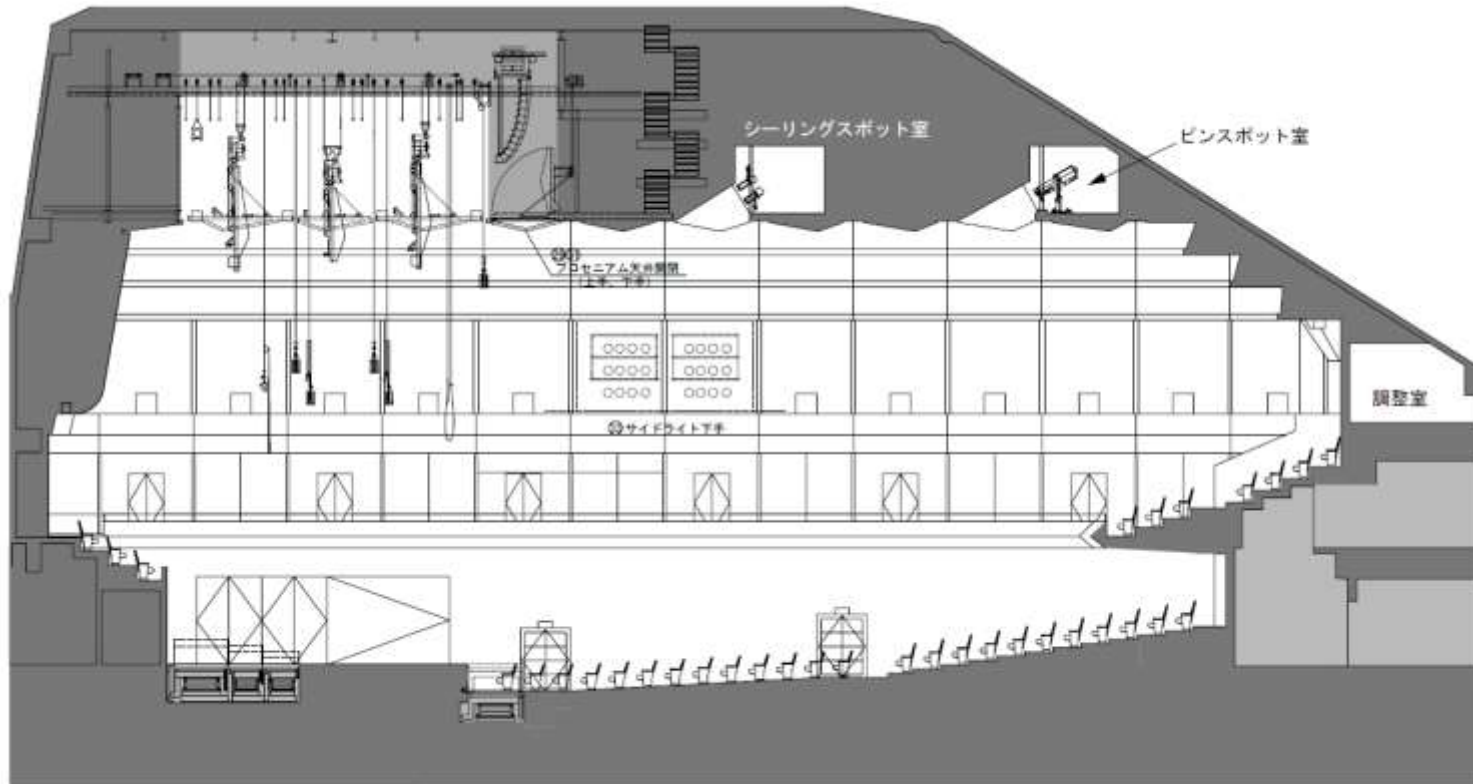 シーリングスポット室
ピンスポット室
プロセニアム天井開閉
(上手、下手)
調整室
サイドライト下手